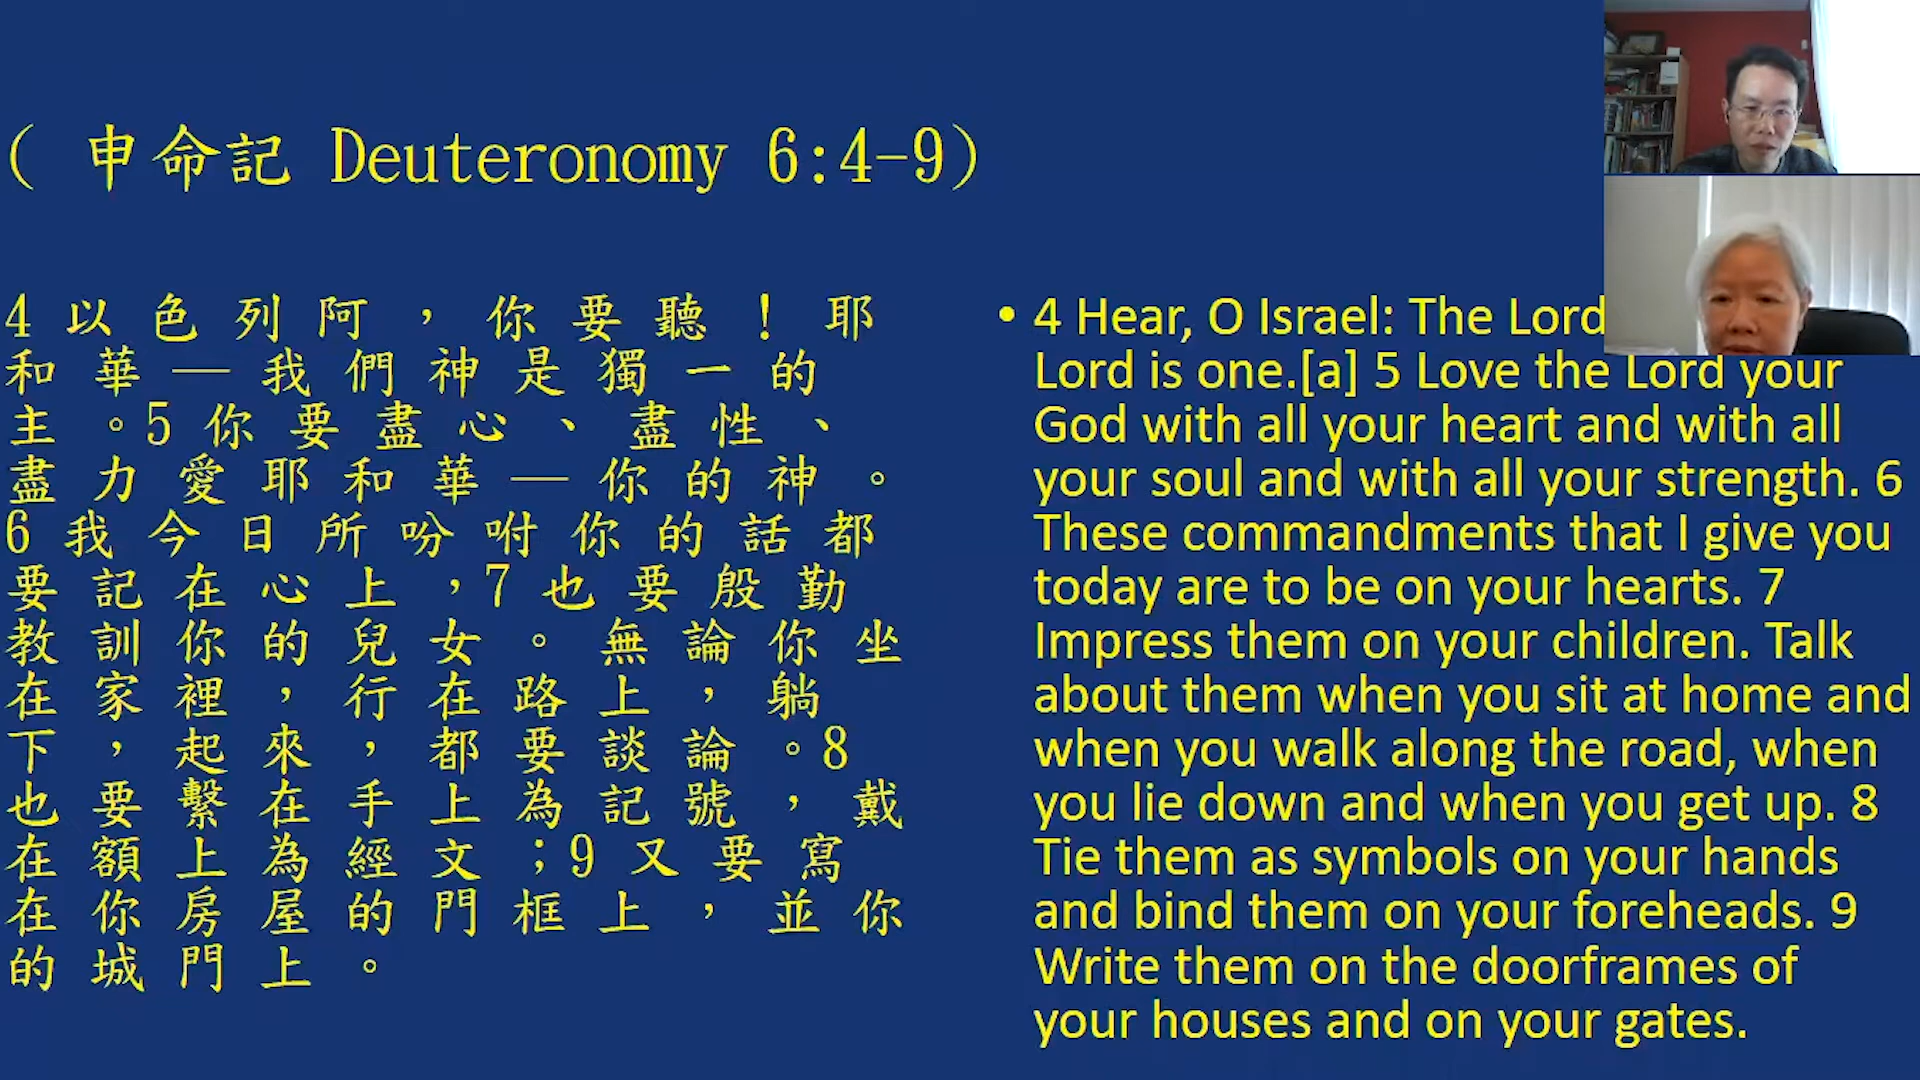 ( 申命記 Deuteronomy 6:4-9)
4 以色列阿，你要聽！耶
和華—我們神是獨一的
主。5 你要盡心、盡性、
盡力愛耶和華—你的神。
6 我今日所吩咐你的話都
要記在心上，7 也要殷勤
教訓你的兒女。無論你坐
在家裡，行在路上，躺
下，起來，都要談論。8
也要繫在手上為記號，戴
在額上為經文；9 又要寫
在你房屋的門框上，並你
的城門上。
• 4 Hear, O Israel: The Lord
Lord is one.[a] 5 Love the Lord your
God with all your heart and with all
your soul and with all your strength. 6
These commandments that I give you
today are to be on your hearts. 7
Impress them on your children. Talk
about them when you sit at home and
when you walk along the road, when
you lie down and when you get up. 8
Tie them as symbols on your hands
and bind them on your foreheads. 9
Write them on the doorframes of
your houses and on your gates.